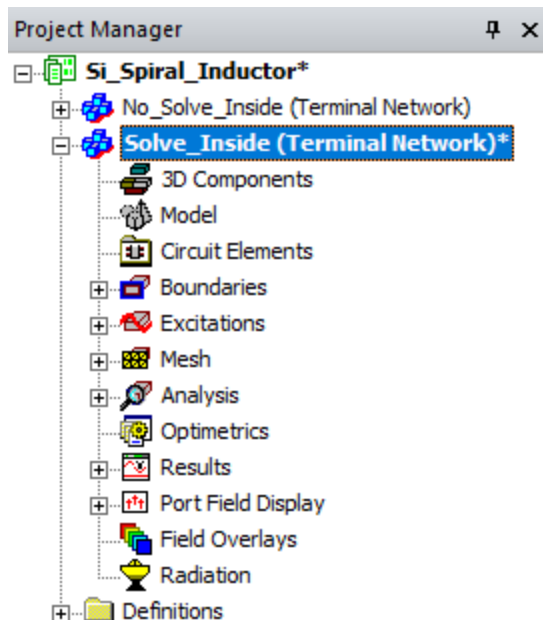 Project Manager
Si_Spiral_Inductor*
No_Solve_Inside (Terminal Network)
Solve_Inside (Terminal Network)*
3D Components
Model
Circuit Elements
Boundaries
Excitations
Mesh
Analysis
Optimetrics
Results
Port Field Display
Field Overlays
Radiation
Definitions